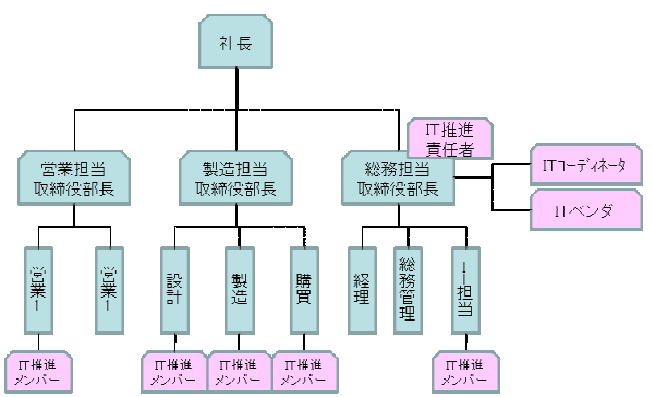 社長
IT推進
責任者
営業担当
取締役部長
製造担当
取締役部長
総務担当
取締役部長
ITコーディネータ
ITベンダ
営業1
営業1
設計
製造
購買
経理
総務管理
担当
IT推進
メンバー
IT推進
メンバー
IT推進
メンバー
IT推進
メンバー
IT推進
メンバー